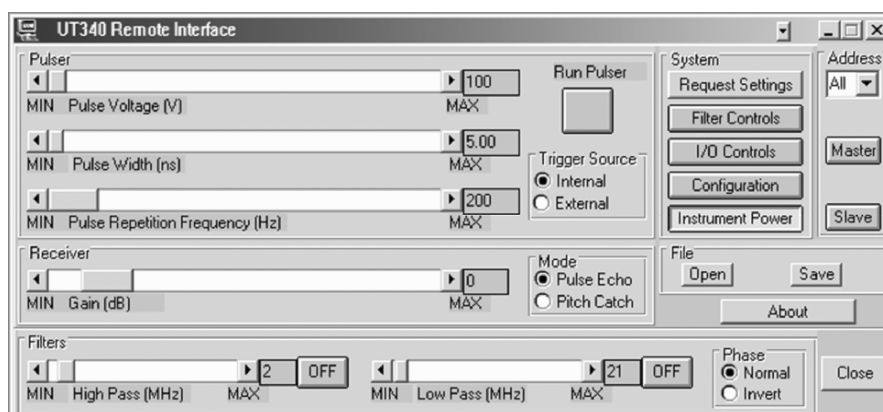 UT340 Remote Interface
Pulser
100
MIN Pulse Voltage (V) MAX
5.00
MIN Pulse Width (ns) MAX
200
MIN Pulse Repetition Frequency (Hz) MAX
Run Pulser
Trigger Source
Internal
External
System
Request Settings
Filter Controls
I/O Controls
Configuration
Instrument Power
Address
All
Master
Slave
Receiver
0
MIN Gain (dB) MAX
Mode
Pulse Echo
Pitch Catch
File
Open Save
About
Filters
2 OFF
MIN High Pass (MHz) MAX
21 OFF
MIN Low Pass (MHz) MAX
Phase
Normal
Invert
Close